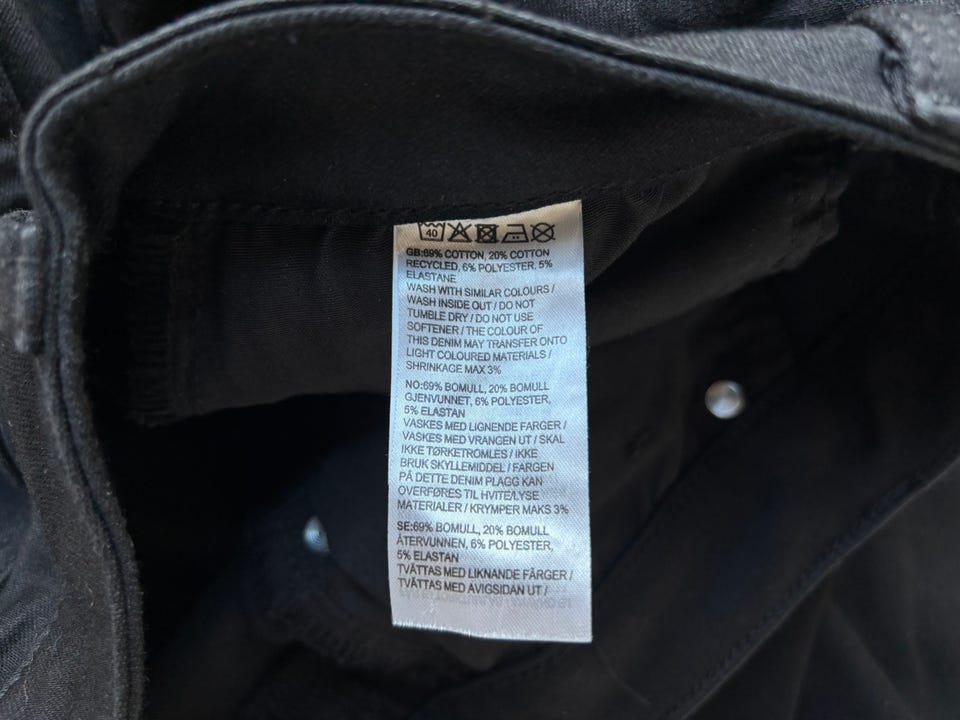 40
GB:69% COTTON, 20% COTTON
RECYCLED, 6% POLYESTER, 5%
ELASTANE
WASH WITH SIMILAR COLOURS /
WASH INSIDE OUT / DO NOT
TUMBLE DRY / DO NOT USE
SOFTENER / THE COLOUR OF
THIS DENIM MAY TRANSFER ONTO
LIGHT COLOURED MATERIALS /
SHRINKAGE MAX 3%
NO:69% BOMULL, 20% BOMULL
GJENVUNNET, 6% POLYESTER,
5% ELASTAN
VASKES MED LIGNENDE FARGER /
VASKES MED VRANGEN UT / SKAL
IKKE TØRKETROMLES / IKKE
BRUK SKYLLEMIDDEL / FARGEN
PÅ DETTE DENIM PLAGG KAN
OVERFØRES TIL HVITE/LYSE
MATERIALER / KRYMPER MAKS 3%
SE:69% BOMULL, 20% BOMULL
ÅTERVUNNEN, 6% POLYESTER,
5% ELASTAN
TVÄTTAS MED LIKNANDE FÄRGER /
TVÄTTAS MED AVIGSIDAN UT /